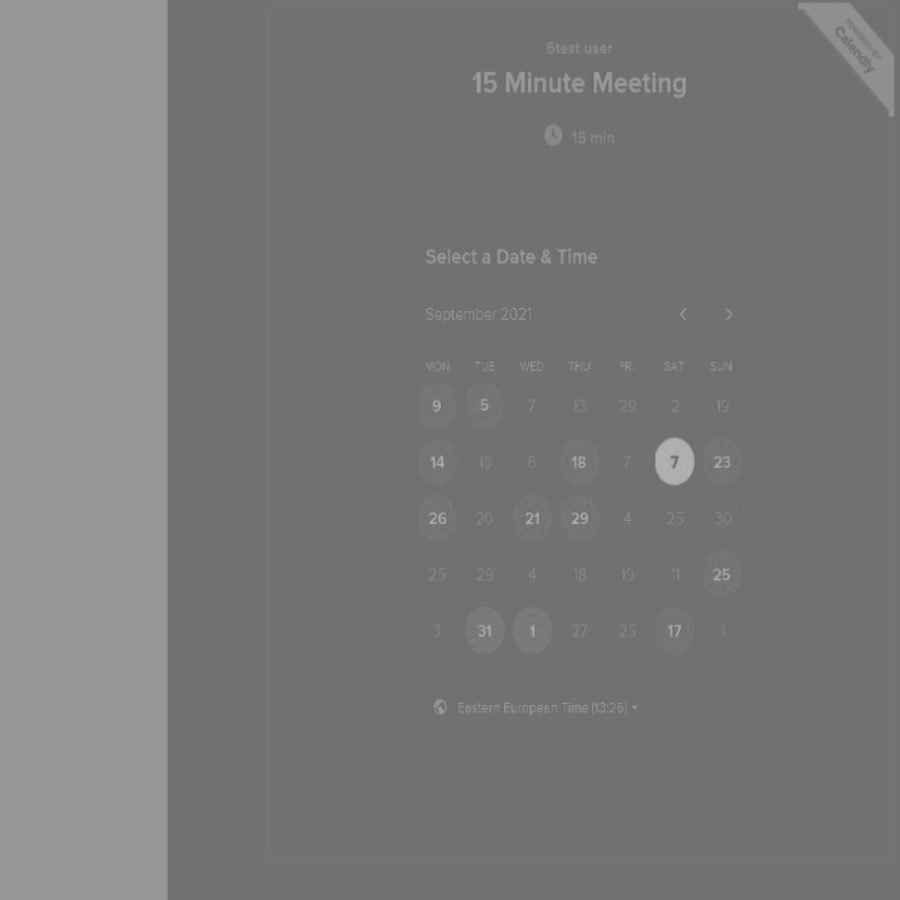 POWERED BY
Calendly
6test user
15 Minute Meeting
15 min
Select a Date & Time
September 2021
MON TUE WED THU FRI SAT SUN
9 5 7 13 29 2 19
14 15 6 18 7 7 23
26 20 21 29 4 25 30
25 29 4 18 19 11 25
3 31 1 27 25 17 1
Eastern European Time (13:26)